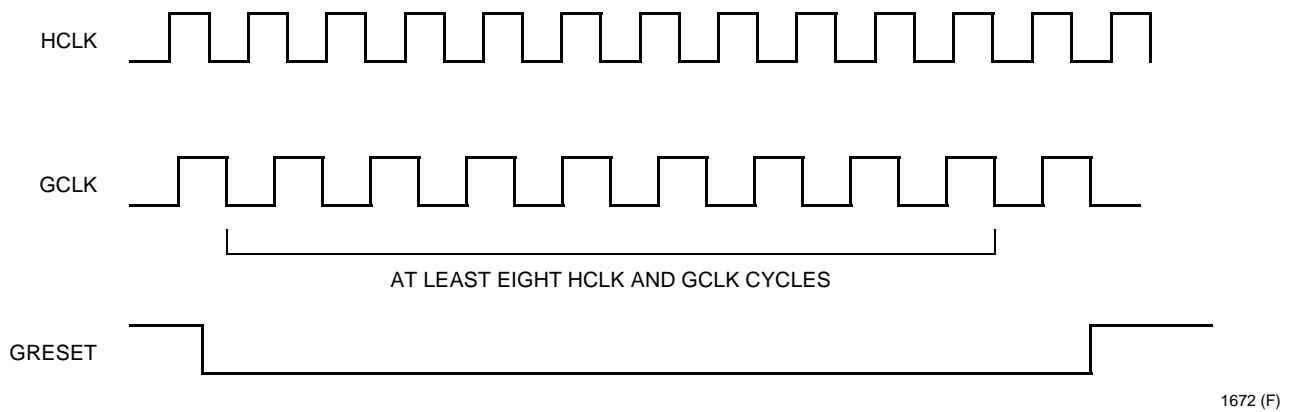 HCLK
GCLK
AT LEAST EIGHT HCLK AND GCLK CYCLES
GRESET
1672 (F)